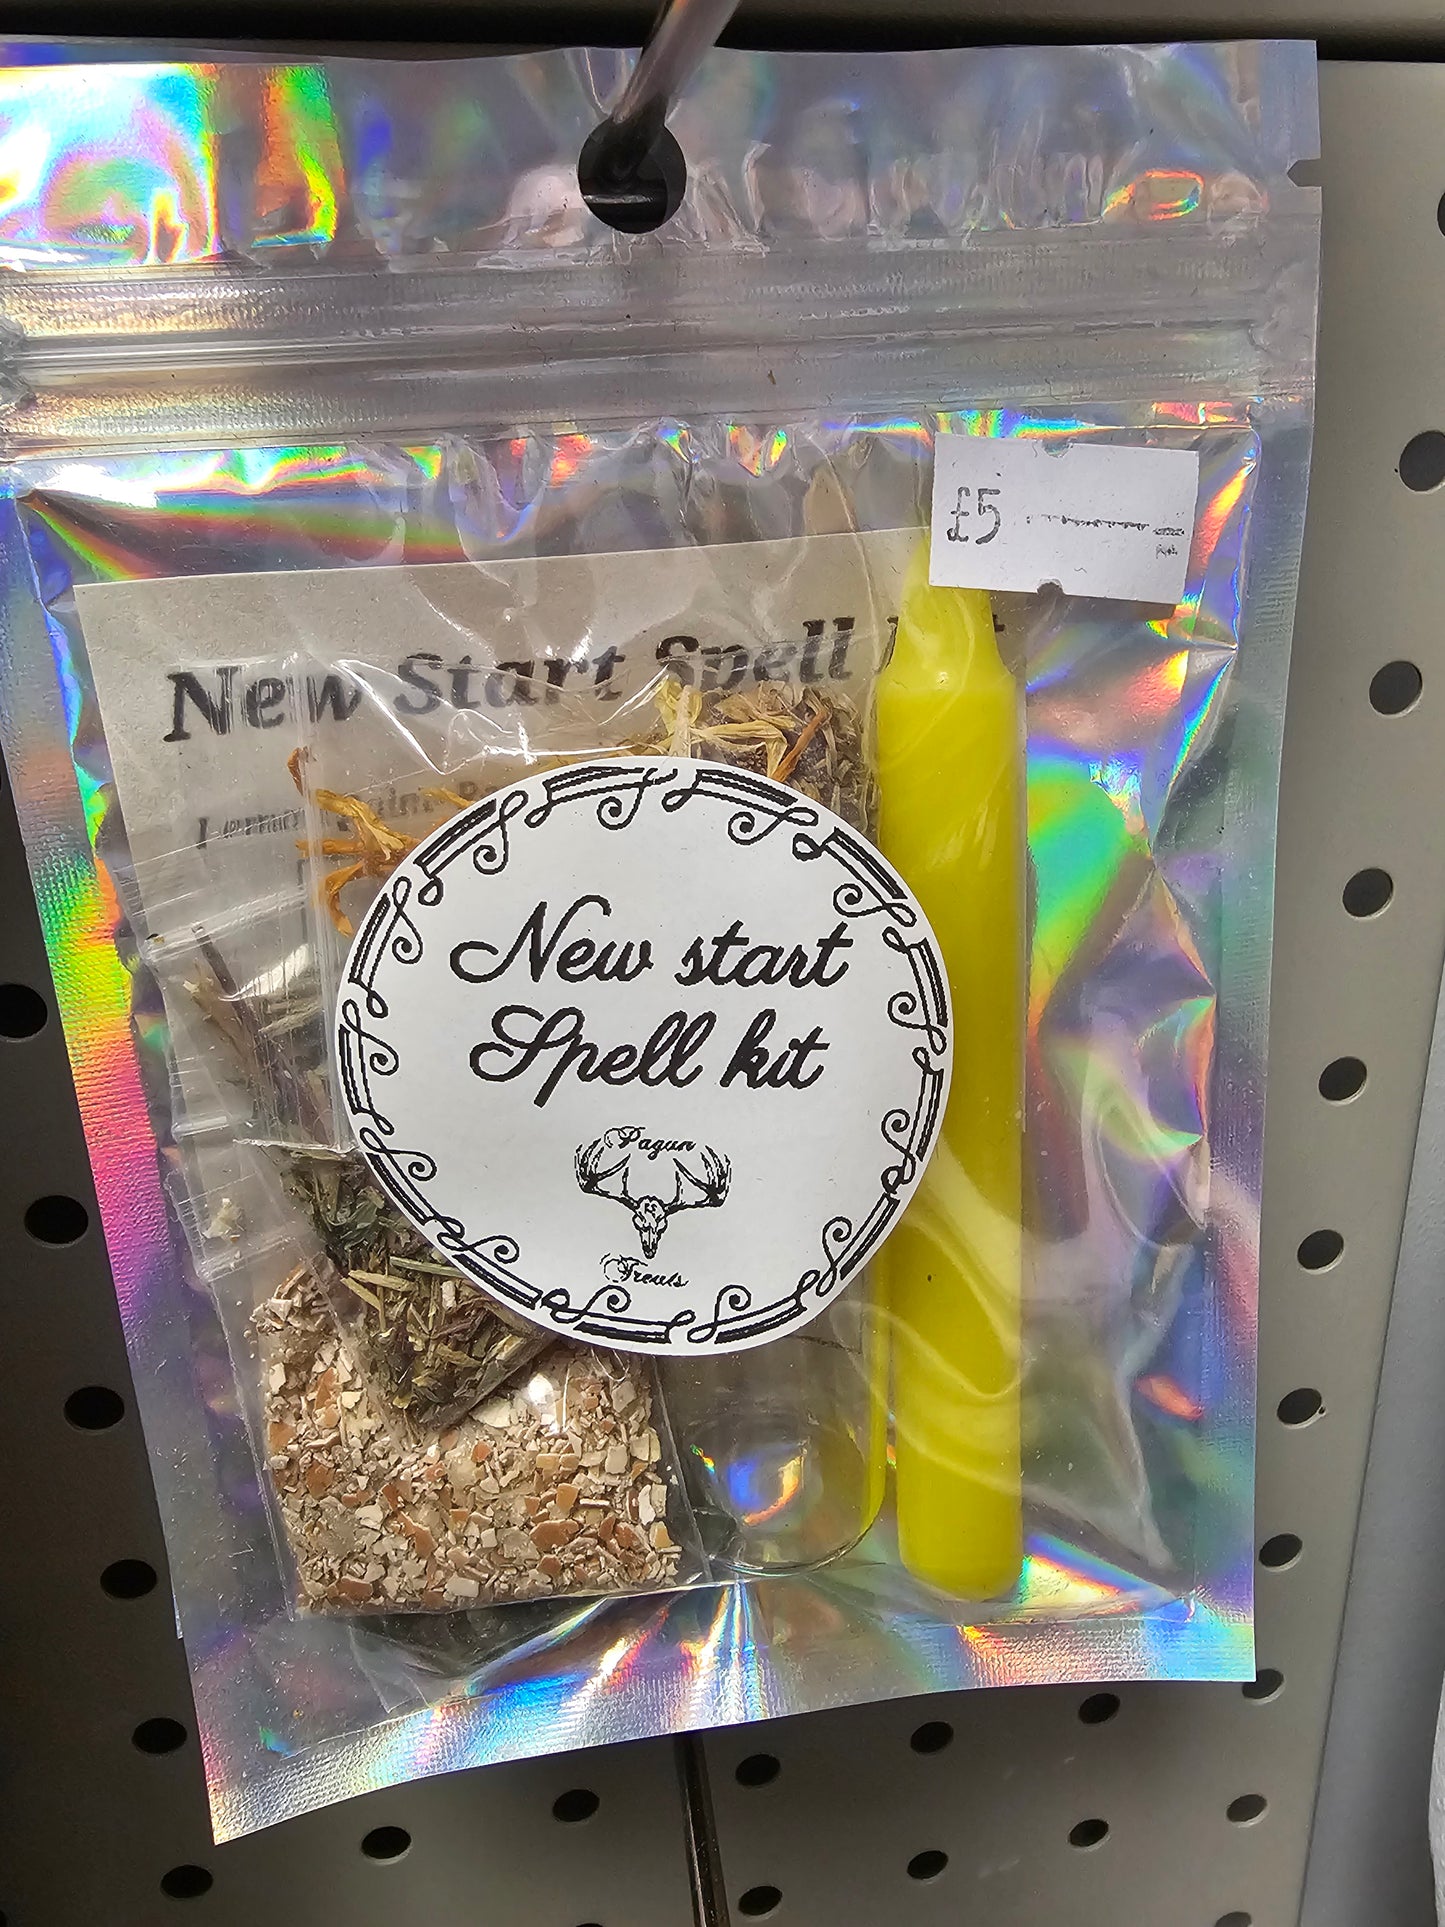 £5
New Start Spell
New start
Spell kit
Pagan
Treats